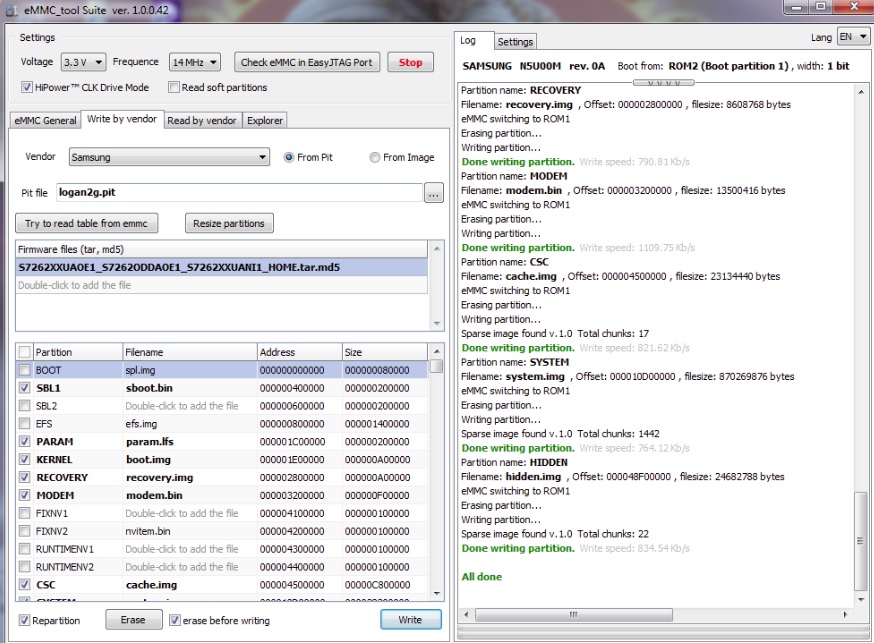 eMMC_tool Suite ver. 1.0.0.42
Settings
Voltage 3.3 V Frequence 14 MHz Check eMMC in EasyJTAG Port Stop
HiPower™ CLK Drive Mode Read soft partitions
eMMC General Write by vendor Read by vendor Explorer
Vendor Samsung From Pit From Image
Pit file logan2g.pit ...
Try to read table from emmc Resize partitions
Firmware files (tar, md5)
S7262XXUAOE1_S7262ODDAOE1_S7262XXUANI1_HOME.tar.md5
Double-click to add the file
Partition Filename Address Size
BOOT spl.img 000000000000 000000080000
SBL1 sboot.bin 000000400000 000000200000
SBL2 Double-click to add the file 000000600000 000000200000
EFS efs.img 000000800000 000001400000
PARAM param.lfs 000001C00000 000000200000
KERNEL boot.img 000001E00000 000000A00000
RECOVERY recovery.img 000002800000 000000A00000
MODEM modem.bin 000003200000 000000F00000
FIXNV1 Double-click to add the file 000004100000 000000100000
FIXNV2 nvitem.bin 000004200000 000000100000
RUNTIMENV1 Double-click to add the file 000004300000 000000100000
RUNTIMENV2 Double-click to add the file 000004400000 000000100000
CSC cache.img 000004500000 00000C800000
Repartition Erase erase before writing Write
Log Settings Lang EN
SAMSUNG N5U00M rev. 0A Boot from: ROM2 (Boot partition 1) , width: 1 bit
Partition name: RECOVERY
Filename: recovery.img , Offset: 000002800000 , filesize: 8608768 bytes
eMMC switching to ROM1
Erasing partition...
Writing partition...
Done writing partition. Write speed: 790.81 Kb/s
Partition name: MODEM
Filename: modem.bin , Offset: 000003200000 , filesize: 13500416 bytes
eMMC switching to ROM1
Erasing partition...
Writing partition...
Done writing partition. Write speed: 1109.75 Kb/s
Partition name: CSC
Filename: cache.img , Offset: 000004500000 , filesize: 23134440 bytes
eMMC switching to ROM1
Erasing partition...
Writing partition...
Sparse image found v.1.0 Total chunks: 17
Done writing partition. Write speed: 821.62 Kb/s
Partition name: SYSTEM
Filename: system.img , Offset: 000010D00000 , filesize: 870269876 bytes
eMMC switching to ROM1
Erasing partition...
Writing partition...
Sparse image found v.1.0 Total chunks: 1442
Done writing partition. Write speed: 764.12 Kb/s
Partition name: HIDDEN
Filename: hidden.img , Offset: 000048F00000 , filesize: 24682788 bytes
eMMC switching to ROM1
Erasing partition...
Writing partition...
Sparse image found v.1.0 Total chunks: 22
Done writing partition. Write speed: 834.54 Kb/s
All done